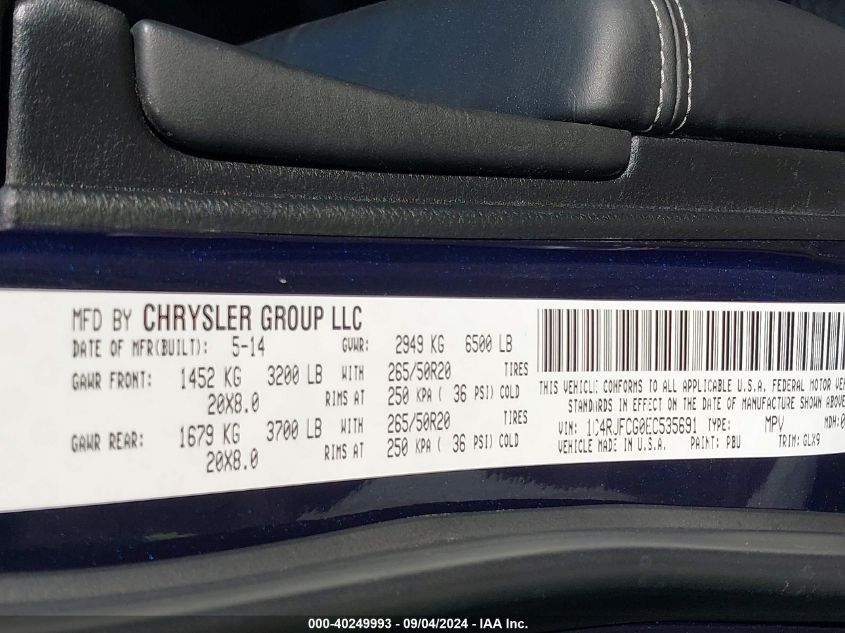 MFD BY CHRYSLER GROUP LLC
DATE OF MFR(BUILT): 5-14 GVWR: 2949 KG 6500 LB
GAWR FRONT: 1452 KG 3200 LB WITH 265/50R20 TIRES
20X8.0 RIMS AT 250 KPA ( 36 PSI) COLD
GAWR REAR: 1679 KG 3700 LB WITH 265/50R20 TIRES
20X8.0 RIMS AT 250 KPA ( 36 PSI) COLD
THIS VEHICLE CONFORMS TO ALL APPLICABLE U.S.A. FEDERAL MOTOR
STANDARDS IN EFFECT ON THE DATE OF MANUFACTURE SHOWN ABOVE
VIN: 1C4RJFCG0EC535691 TYPE: MPV MDH:0
VEHICLE MADE IN U.S.A. PAINT: PBU TRIM: GLX9
000-40249993 - 09/04/2024 - IAA Inc.